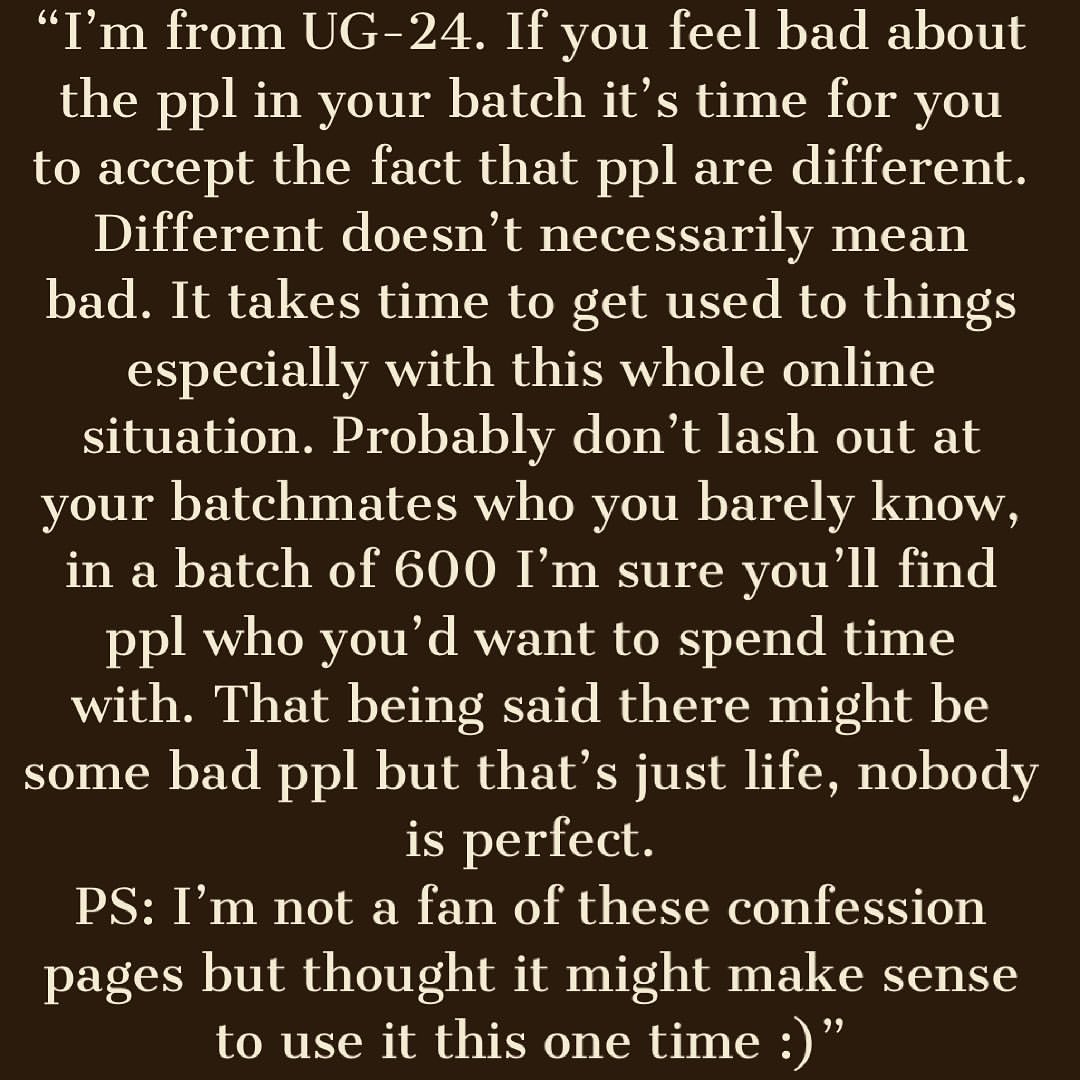 “I’m from UG-24. If you feel bad about
the ppl in your batch it’s time for you
to accept the fact that ppl are different.
Different doesn’t necessarily mean
bad. It takes time to get used to things
especially with this whole online
situation. Probably don’t lash out at
your batchmates who you barely know,
in a batch of 600 I’m sure you’ll find
ppl who you’d want to spend time
with. That being said there might be
some bad ppl but that’s just life, nobody
is perfect.
PS: I’m not a fan of these confession
pages but thought it might make sense
to use it this one time :)”